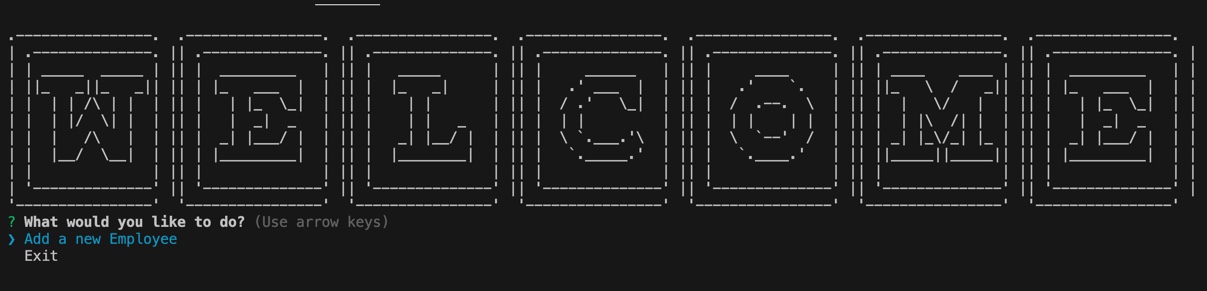 WELCOME
? What would you like to do? (Use arrow keys)
❯ Add a new Employee
Exit